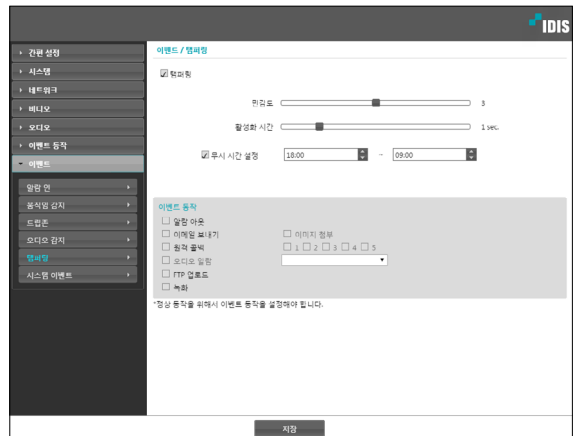 IDIS
간편 설정
시스템
네트워크
비디오
오디오
이벤트 동작
이벤트
알람 인
움직임 감지
트립존
오디오 감지
탬퍼링
시스템 이벤트
이벤트 / 탬퍼링
탬퍼링
민감도 3
활성화 시간 1 sec.
무시 시간 설정 18:00 ~ 09:00
이벤트 동작
알람 아웃
이메일 보내기 이미지 첨부
원격 콜백 1 2 3 4 5
오디오 알람
FTP 업로드
녹화
*정상 동작을 위해서 이벤트 동작을 설정해야 합니다.
저장